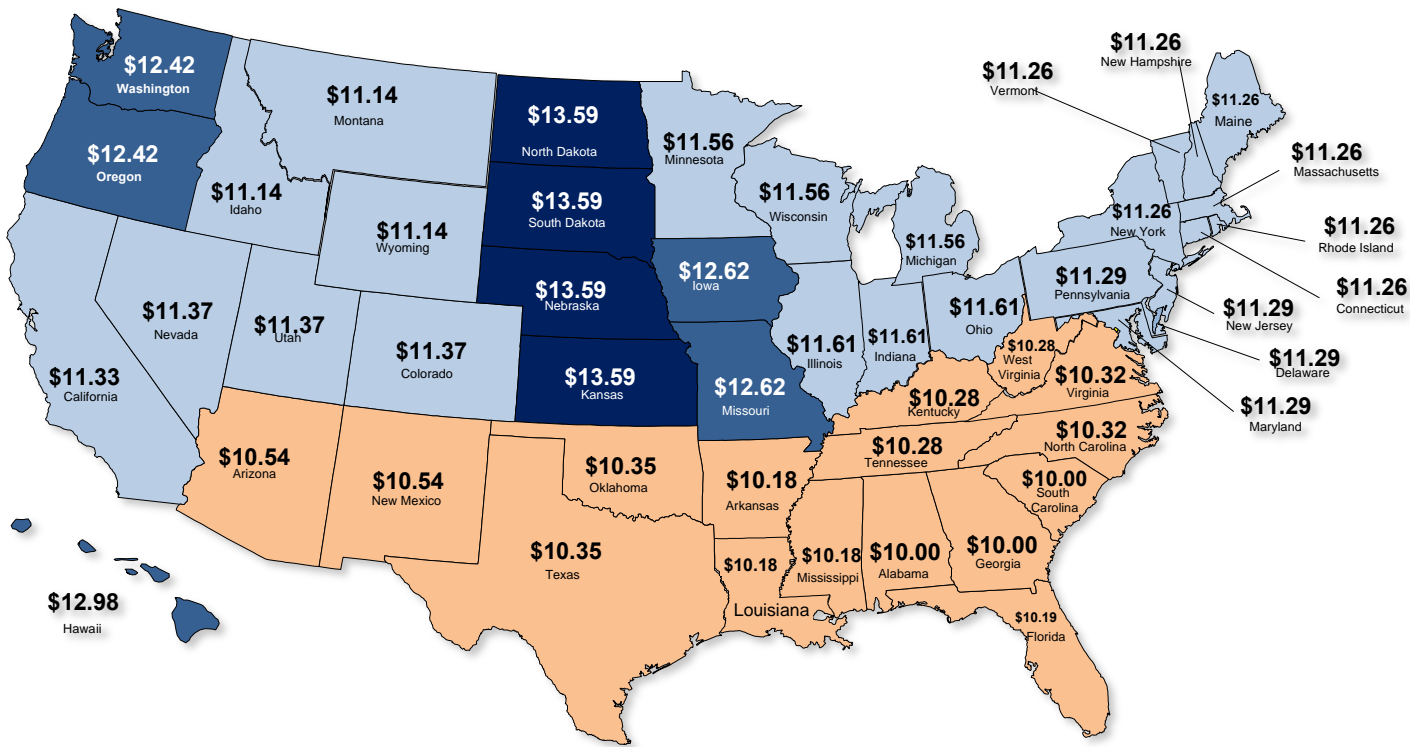 $12.42
Washington
$12.42
Oregon
$11.14
Montana
$11.14
Idaho
$11.14
Wyoming
$13.59
North Dakota
$13.59
South Dakota
$13.59
Nebraska
$13.59
Kansas
$11.56
Minnesota
$11.56
Wisconsin
$11.56
Michigan
$12.62
Iowa
$12.62
Missouri
$11.61
Illinois
$11.61
Indiana
$11.61
Ohio
$11.33
California
$11.37
Nevada
$11.37
Utah
$11.37
Colorado
$11.26
Vermont
$11.26
New Hampshire
$11.26
Maine
$11.26
Massachusetts
$11.26
New York
$11.26
Rhode Island
$11.26
Connecticut
$11.29
Pennsylvania
$11.29
New Jersey
$11.29
Delaware
$11.29
Maryland
$10.28
West
Virginia
$10.32
Virginia
$10.28
Kentucky
$10.32
North Carolina
$10.28
Tennessee
$10.00
South
Carolina
$10.54
Arizona
$10.54
New Mexico
$10.35
Oklahoma
$10.18
Arkansas
$10.35
Texas
$10.18
Louisiana
$10.18
Mississippi
$10.00
Alabama
$10.00
Georgia
$10.19
Florida
$12.98
Hawaii